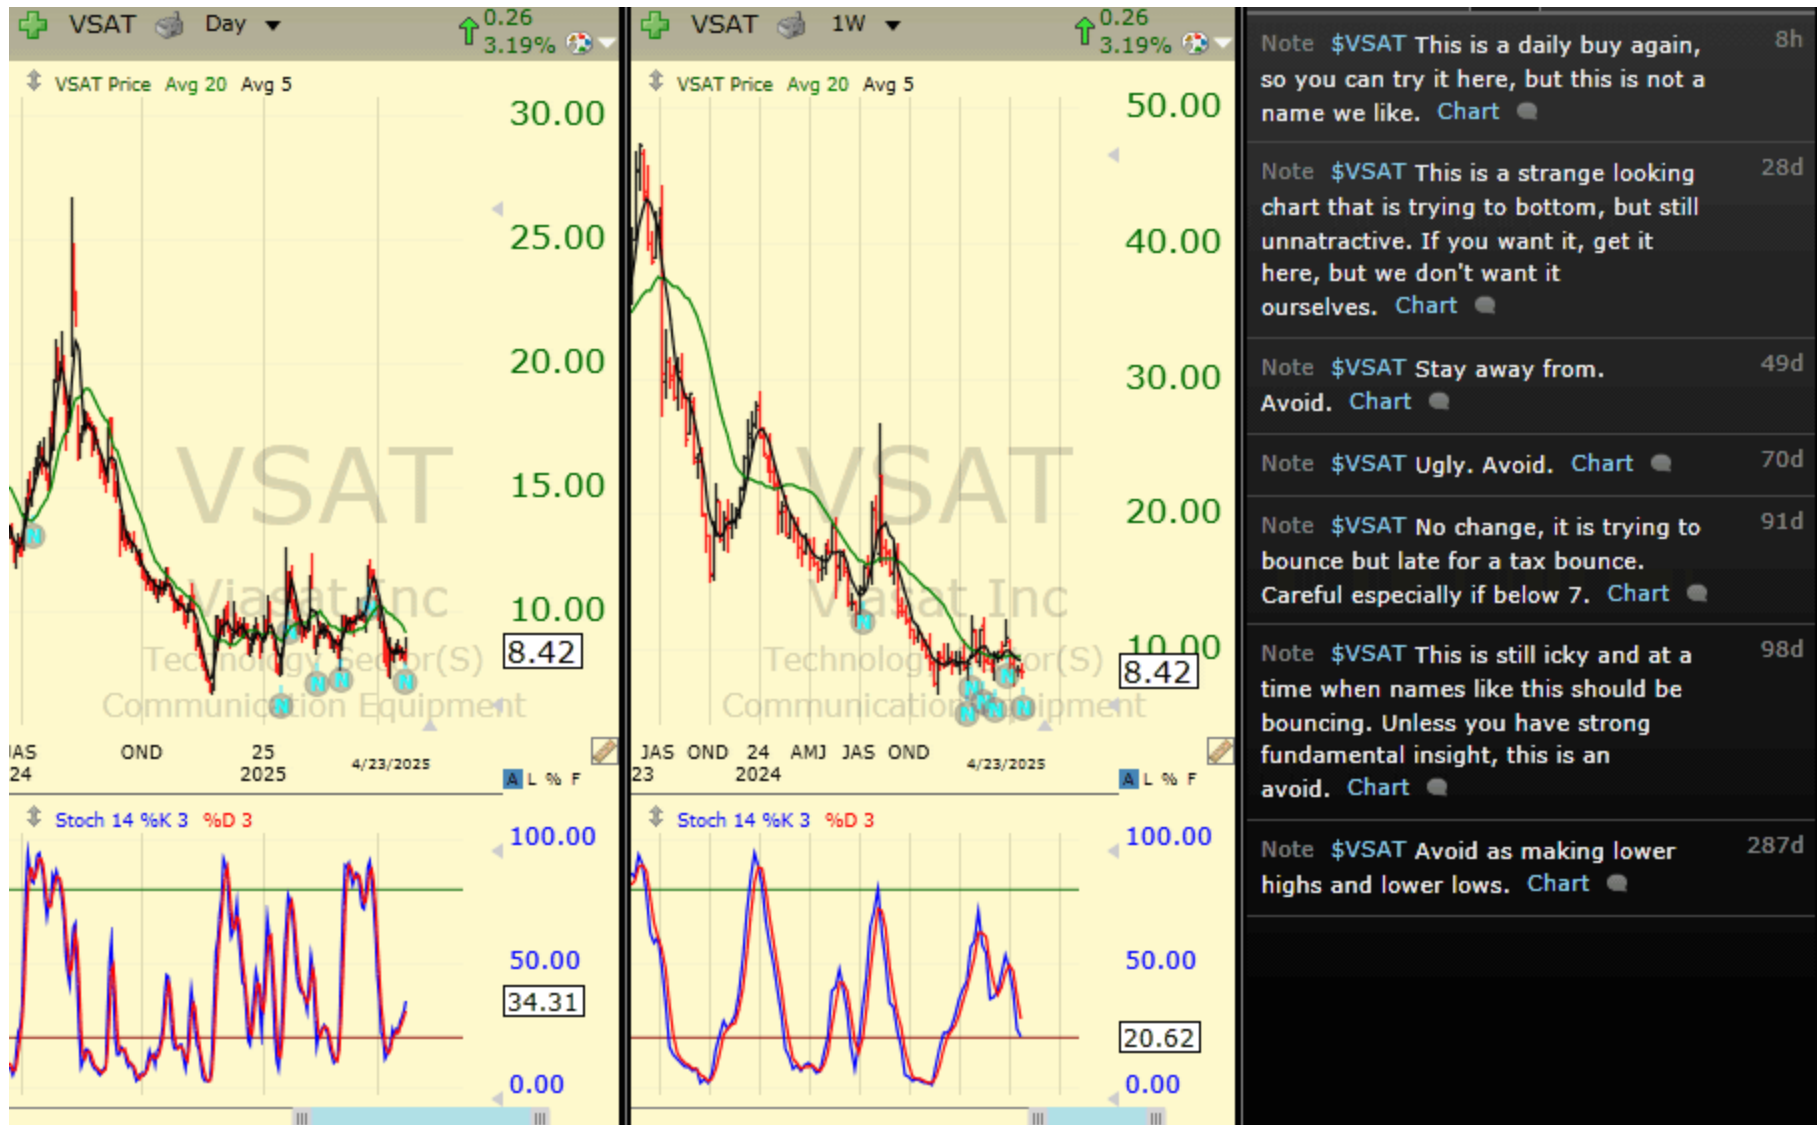 VSAT Day 0.26
3.19%
VSAT Price Avg 20 Avg 5
30.00
25.00
20.00
15.00
10.00
8.42
VSAT
Viasat Inc
Technology Sector(S)
Communication Equipment
N
N
N
N
N
N
N
JAS OND 25
24 2025 4/23/2025
A L % F
Stoch 14 %K 3 %D 3
100.00
50.00
34.31
0.00
VSAT 1W 0.26
3.19%
VSAT Price Avg 20 Avg 5
50.00
40.00
30.00
20.00
10.00
8.42
VSAT
Viasat Inc
Technology Sector(S)
Communication Equipment
N
N
N
N
N
N
N
JAS OND 24 AMJ JAS OND
23 2024 4/23/2025
A L % F
Stoch 14 %K 3 %D 3
100.00
50.00
20.62
0.00
Note $VSAT This is a daily buy again, 8h
so you can try it here, but this is not a
name we like. Chart
Note $VSAT This is a strange looking 28d
chart that is trying to bottom, but still
unnatractive. If you want it, get it
here, but we don't want it
ourselves. Chart
Note $VSAT Stay away from. 49d
Avoid. Chart
Note $VSAT Ugly. Avoid. Chart 70d
Note $VSAT No change, it is trying to 91d
bounce but late for a tax bounce.
Careful especially if below 7. Chart
Note $VSAT This is still icky and at a 98d
time when names like this should be
bouncing. Unless you have strong
fundamental insight, this is an
avoid. Chart
Note $VSAT Avoid as making lower 287d
highs and lower lows. Chart